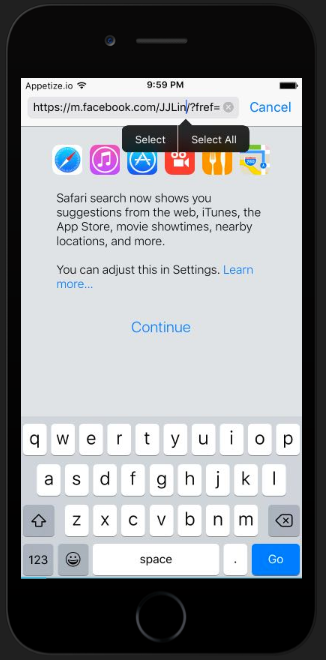 Appetize.io
9:59 PM
https://m.facebook.com/JJLin/?fref=
Cancel
Select
Select All
Safari search now shows you
suggestions from the web, iTunes, the
App Store, movie showtimes, nearby
locations, and more.
You can adjust this in Settings. Learn
more...
Continue
q w e r t y u i o p
a s d f g h j k l
z x c v b n m
123
space
.
Go